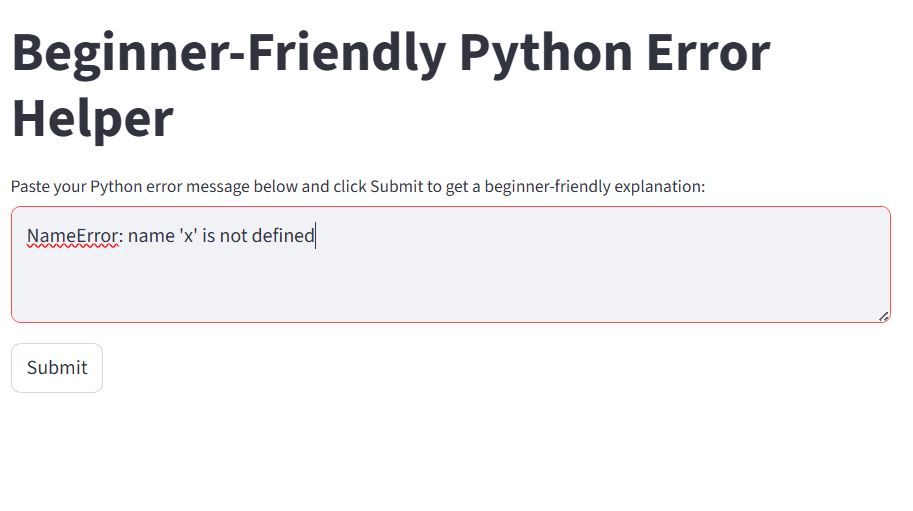 Beginner-Friendly Python Error
Helper
Paste your Python error message below and click Submit to get a beginner-friendly explanation:
NameError: name 'x' is not defined
Submit